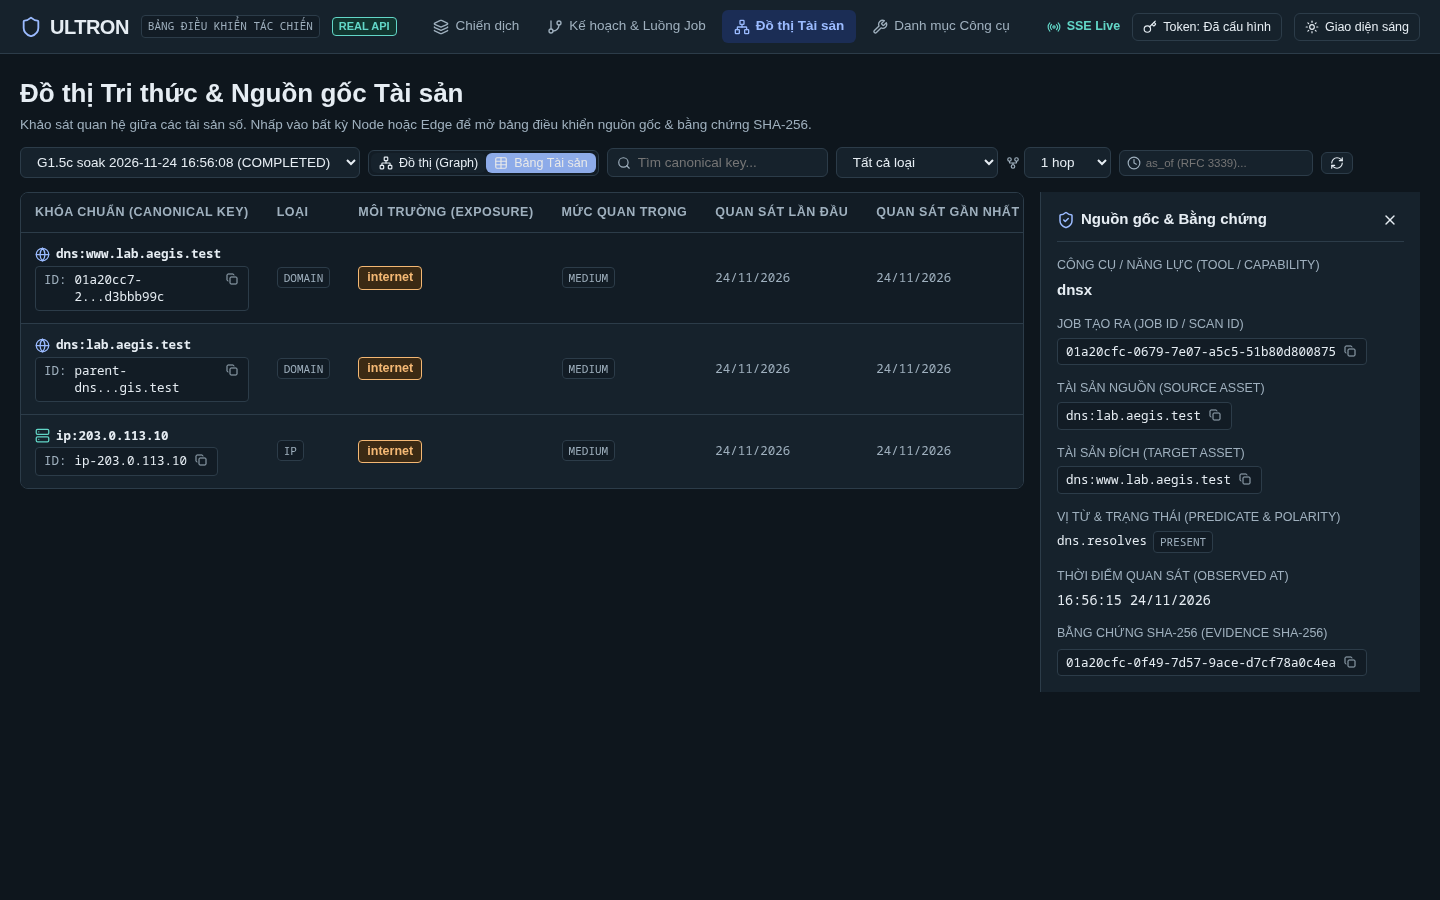 ULTRON
BẢNG ĐIỀU KHIỂN TÁC CHIẾN
REAL API
Chiến dịch
Kế hoạch & Luồng Job
Đồ thị Tài sản
Danh mục Công cụ
SSE Live
Token: Đã cấu hình
Giao diện sáng
Đồ thị Tri thức & Nguồn gốc Tài sản
Khảo sát quan hệ giữa các tài sản số. Nhấp vào bất kỳ Node hoặc Edge để mở bảng điều khiển nguồn gốc & bằng chứng SHA-256.
G1.5c soak 2026-11-24 16:56:08 (COMPLETED)
Đồ thị (Graph)
Bảng Tài sản
Tìm canonical key...
Tất cả loại
1 hop
as_of (RFC 3339)...
KHÓA CHUẨN (CANONICAL KEY) LOẠI MÔI TRƯỜNG (EXPOSURE) MỨC QUAN TRỌNG QUAN SÁT LẦN ĐẦU QUAN SÁT GẦN NHẤT
dns:www.lab.aegis.test
ID: 01a20cc7-
2...d3bbb99c
DOMAIN internet MEDIUM 24/11/2026 24/11/2026
dns:lab.aegis.test
ID: parent-
dns...gis.test
DOMAIN internet MEDIUM 24/11/2026 24/11/2026
ip:203.0.113.10
ID: ip-203.0.113.10
IP internet MEDIUM 24/11/2026 24/11/2026
Nguồn gốc & Bằng chứng
CÔNG CỤ / NĂNG LỰC (TOOL / CAPABILITY)
dnsx
JOB TẠO RA (JOB ID / SCAN ID)
01a20cfc-0679-7e07-a5c5-51b80d800875
TÀI SẢN NGUỒN (SOURCE ASSET)
dns:lab.aegis.test
TÀI SẢN ĐÍCH (TARGET ASSET)
dns:www.lab.aegis.test
VỊ TỪ & TRẠNG THÁI (PREDICATE & POLARITY)
dns.resolves PRESENT
THỜI ĐIỂM QUAN SÁT (OBSERVED AT)
16:56:15 24/11/2026
BẰNG CHỨNG SHA-256 (EVIDENCE SHA-256)
01a20cfc-0f49-7d57-9ace-d7cf78a0c4ea